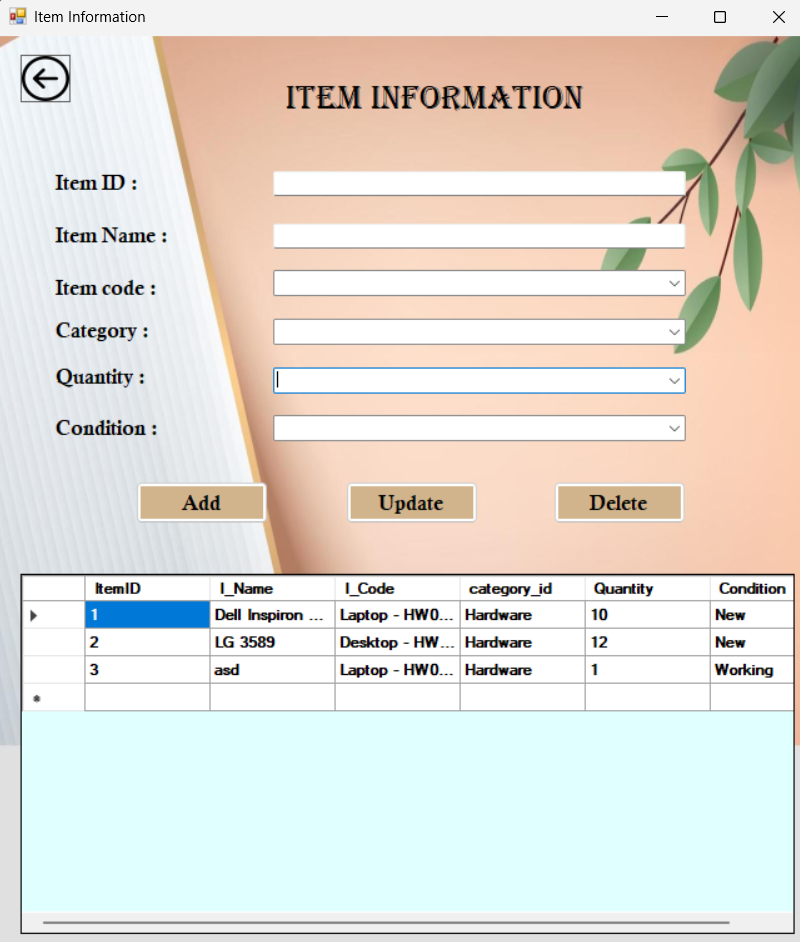 Item Information
ITEM INFORMATION
Item ID :
Item Name :
Item code :
Category :
Quantity :
Condition :
Add Update Delete
ItemID I_Name I_Code category_id Quantity Condition
1 Dell Inspiron ... Laptop - HW0... Hardware 10 New
2 LG 3589 Desktop - HW... Hardware 12 New
3 asd Laptop - HW0... Hardware 1 Working